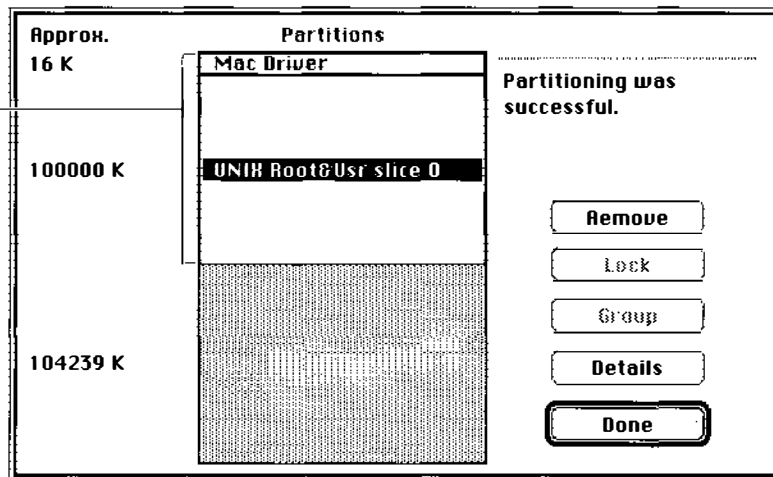 Approx. Partitions
16 K Mac Driver
Partitioning was
successful.
100000 K UNIX Root&Usr slice 0
Remove
Lock
Group
104239 K Details
Done